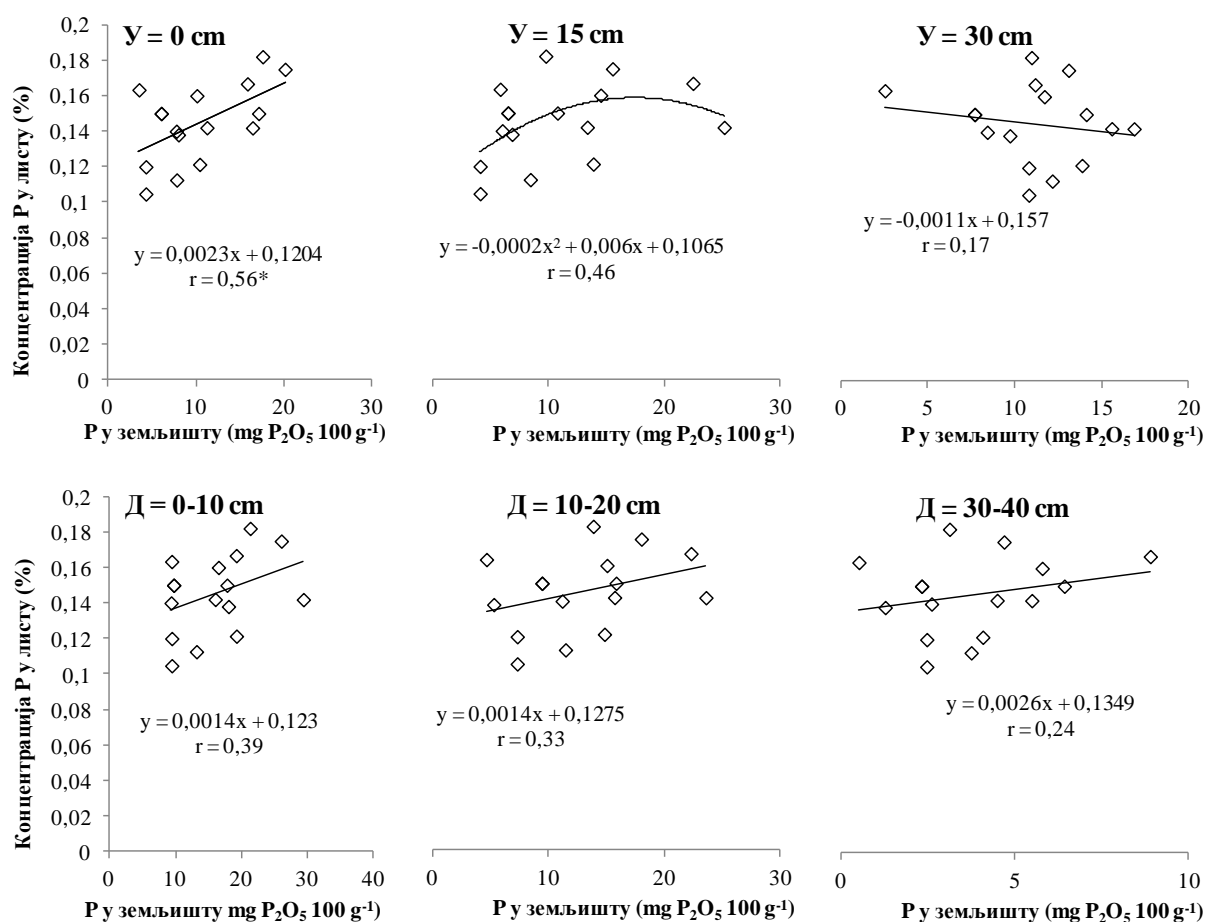 Концентрација P у листу (%)
0,2
0,18
0,16
0,14
0,12
0,1
0,08
0,06
0,04
0,02
0
У = 0 cm
y = 0,0023x + 0,1204
r = 0,56*
0 10 20 30
P у земљишту (mg P₂O₅ 100 g⁻¹)
У = 15 cm
y = -0,0002x² + 0,006x + 0,1065
r = 0,46
0 10 20 30
P у земљишту (mg P₂O₅ 100 g⁻¹)
У = 30 cm
y = -0,0011x + 0,157
r = 0,17
0 5 10 15 20
P у земљишту (mg P₂O₅ 100 g⁻¹)
Концентрација P у листу (%)
0,2
0,18
0,16
0,14
0,12
0,1
0,08
0,06
0,04
0,02
0
Д = 0-10 cm
y = 0,0014x + 0,123
r = 0,39
0 10 20 30 40
P у земљишту mg P₂O₅ 100 g⁻¹)
Д = 10-20 cm
y = 0,0014x + 0,1275
r = 0,33
0 10 20 30
P у земљишту (mg P₂O₅ 100 g⁻¹)
Д = 30-40 cm
y = 0,0026x + 0,1349
r = 0,24
0 5 10
P у земљишту (mg P₂O₅ 100 g⁻¹)